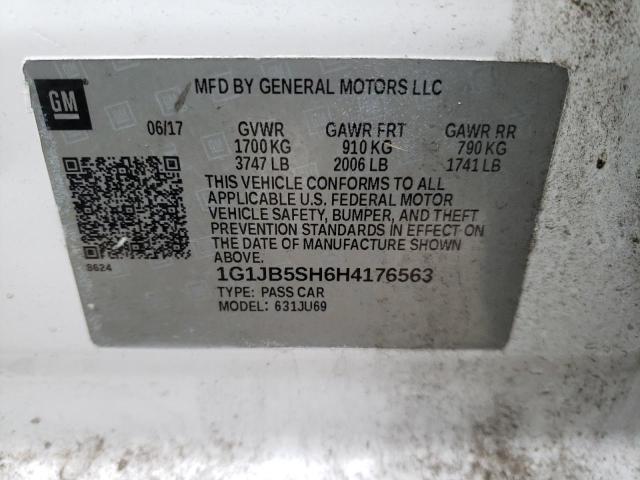 GM
MFD BY GENERAL MOTORS LLC
06/17 GVWR GAWR FRT GAWR RR
1700 KG 910 KG 790 KG
3747 LB 2006 LB 1741 LB
THIS VEHICLE CONFORMS TO ALL
APPLICABLE U.S. FEDERAL MOTOR
VEHICLE SAFETY, BUMPER, AND THEFT
PREVENTION STANDARDS IN EFFECT ON
THE DATE OF MANUFACTURE SHOWN
ABOVE.
8624
1G1JB5SH6H4176563
TYPE: PASS CAR
MODEL: 631JU69